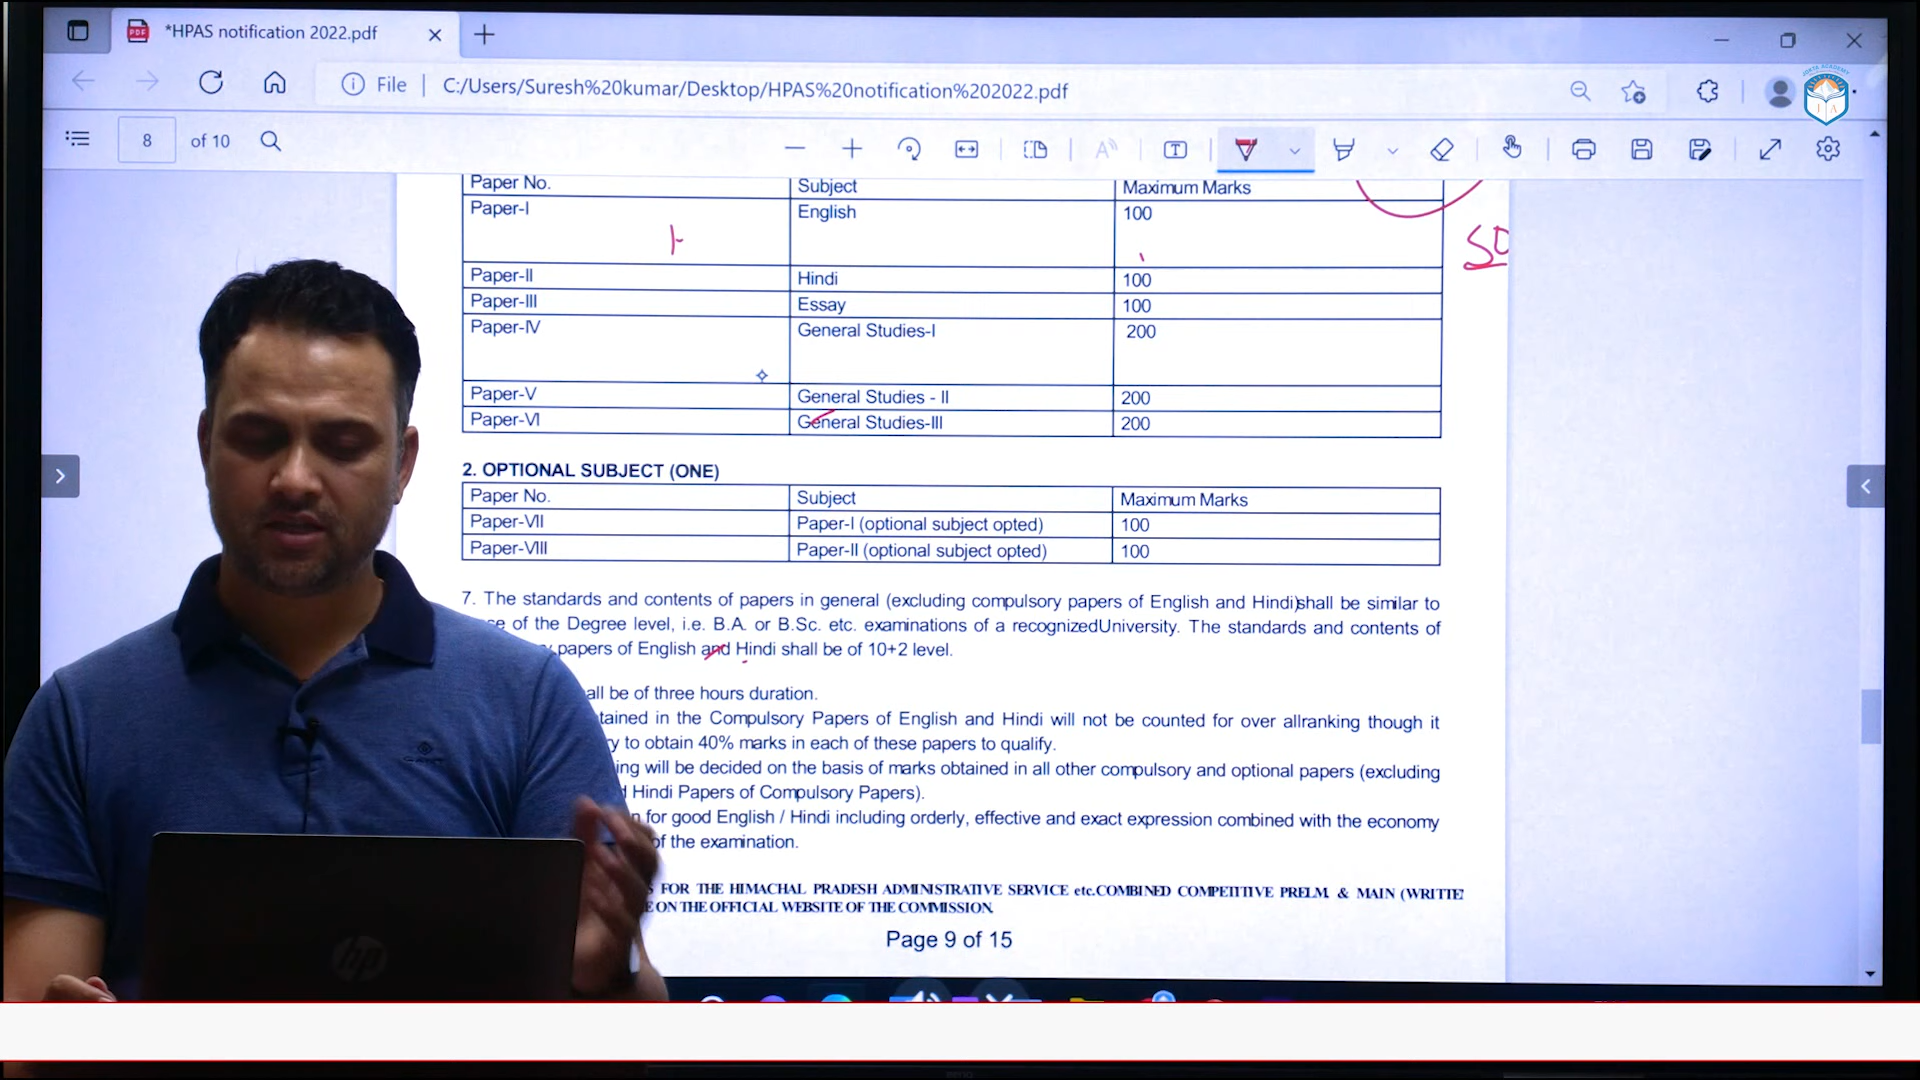 *HPAS notification 2022.pdf
File C:/Users/Suresh%20kumar/Desktop/HPAS%20notification%202022.pdf
8 of 10
Paper No. Subject Maximum Marks
Paper-I English 100
SO
Paper-II Hindi 100
Paper-III Essay 100
Paper-IV General Studies-I 200
Paper-V General Studies - II 200
Paper-VI General Studies-III 200
2. OPTIONAL SUBJECT (ONE)
Paper No. Subject Maximum Marks
Paper-VII Paper-I (optional subject opted) 100
Paper-VIII Paper-II (optional subject opted) 100
7. The standards and contents of papers in general (excluding compulsory papers of English and Hindi)shall be similar to
of the Degree level, i.e. B.A. or B.Sc. etc. examinations of a recognizedUniversity. The standards and contents of
papers of English and Hindi shall be of 10+2 level.
all be of three hours duration.
tained in the Compulsory Papers of English and Hindi will not be counted for over allranking though it
ry to obtain 40% marks in each of these papers to qualify.
ing will be decided on the basis of marks obtained in all other compulsory and optional papers (excluding
d Hindi Papers of Compulsory Papers).
n for good English / Hindi including orderly, effective and exact expression combined with the economy
of the examination.
S FOR THE HIMACHAL PRADESH ADMINISTRATIVE SERVICE etc.COMBINED COMPETITIVE PRELM. & MAIN (WRITTE
E ON THE OFFICIAL WEBSITE OF THE COMMISSION.
Page 9 of 15
hp